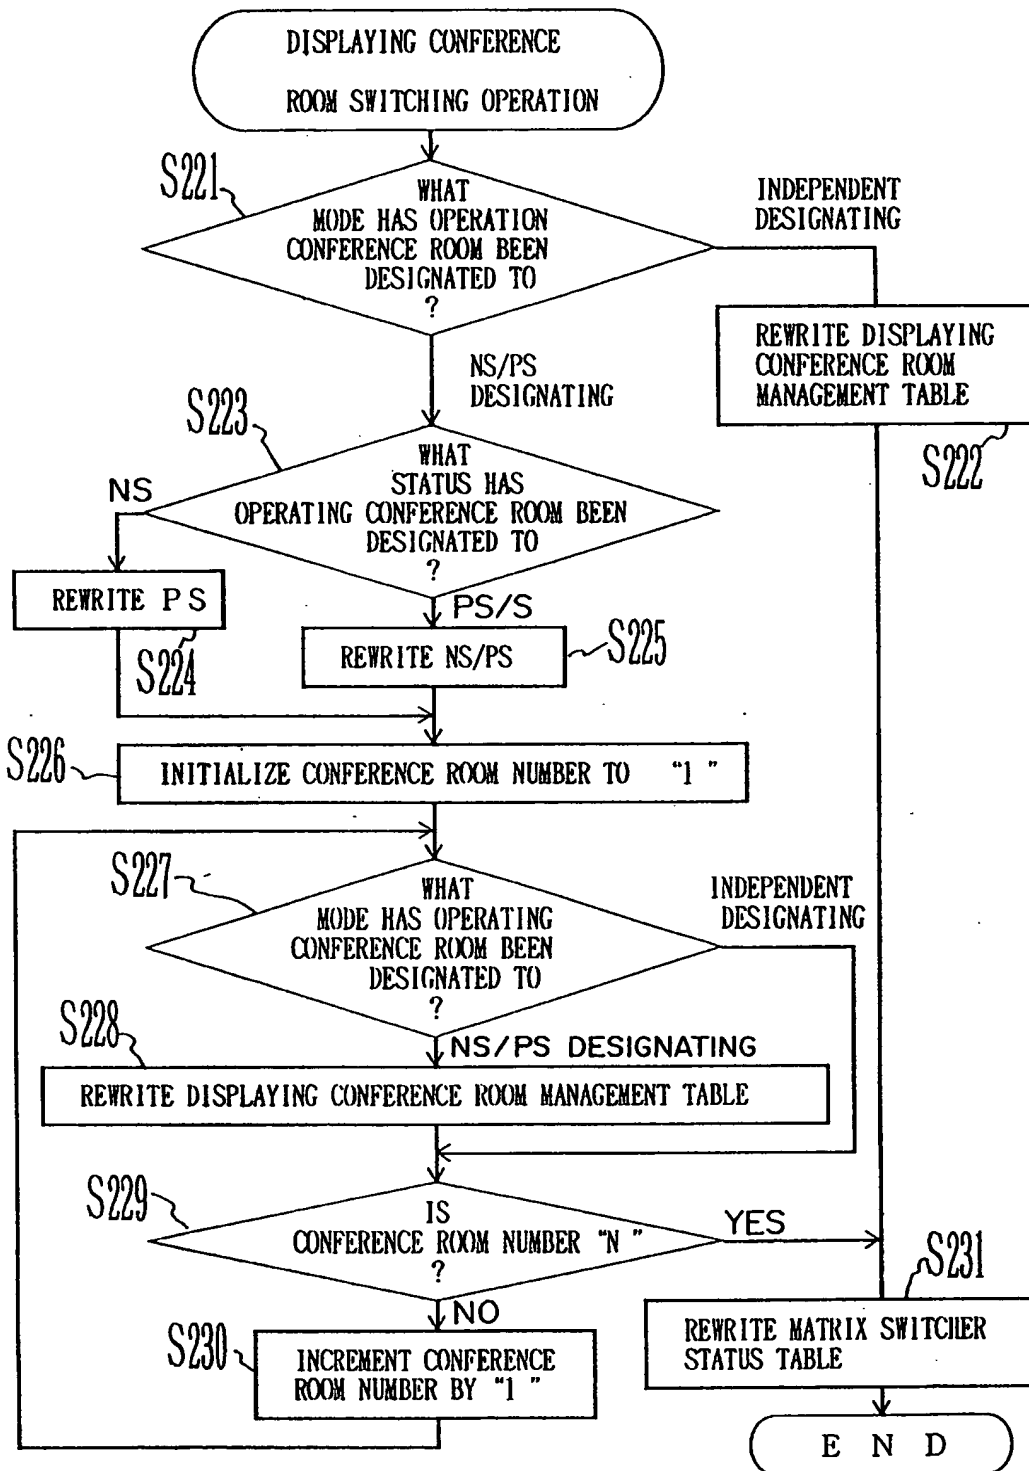 DISPLAYING CONFERENCE
ROOM SWITCHING OPERATION
S221
WHAT
MODE HAS OPERATION
CONFERENCE ROOM BEEN
DESIGNATED TO
?
INDEPENDENT
DESIGNATING
REWRITE DISPLAYING
CONFERENCE ROOM
MANAGEMENT TABLE
S222
NS/PS
DESIGNATING
S223
WHAT
STATUS HAS
OPERATING CONFERENCE ROOM BEEN
DESIGNATED TO
?
NS
REWRITE PS
S224
PS/S
REWRITE NS/PS
S225
S226
INITIALIZE CONFERENCE ROOM NUMBER TO "1"
S227
WHAT
MODE HAS OPERATING
CONFERENCE ROOM BEEN
DESIGNATED TO
?
INDEPENDENT
DESIGNATING
S228
NS/PS DESIGNATING
REWRITE DISPLAYING CONFERENCE ROOM MANAGEMENT TABLE
S229
IS
CONFERENCE ROOM NUMBER "N"
?
YES
NO
S230
INCREMENT CONFERENCE
ROOM NUMBER BY "1"
S231
REWRITE MATRIX SWITCHER
STATUS TABLE
END